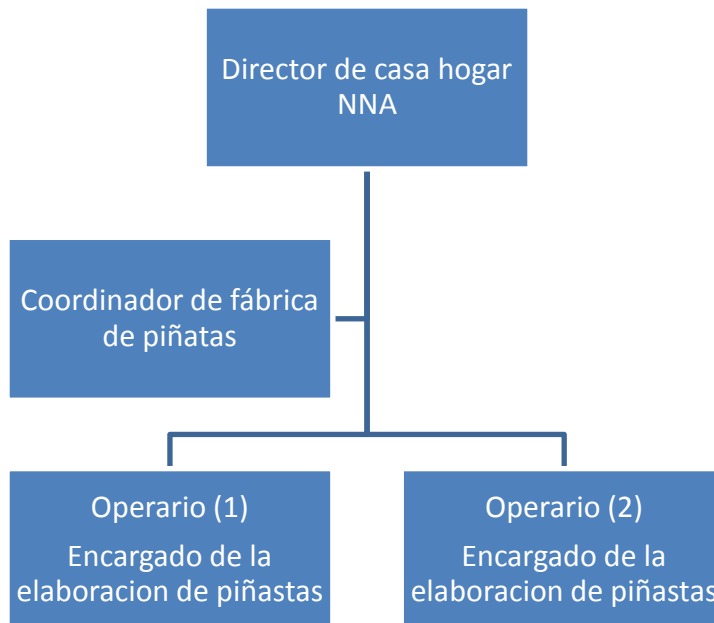 Director de casa hogar
NNA
Coordinador de fábrica
de piñatas
Operario (1)
Encargado de la
elaboracion de piñastas
Operario (2)
Encargado de la
elaboracion de piñastas